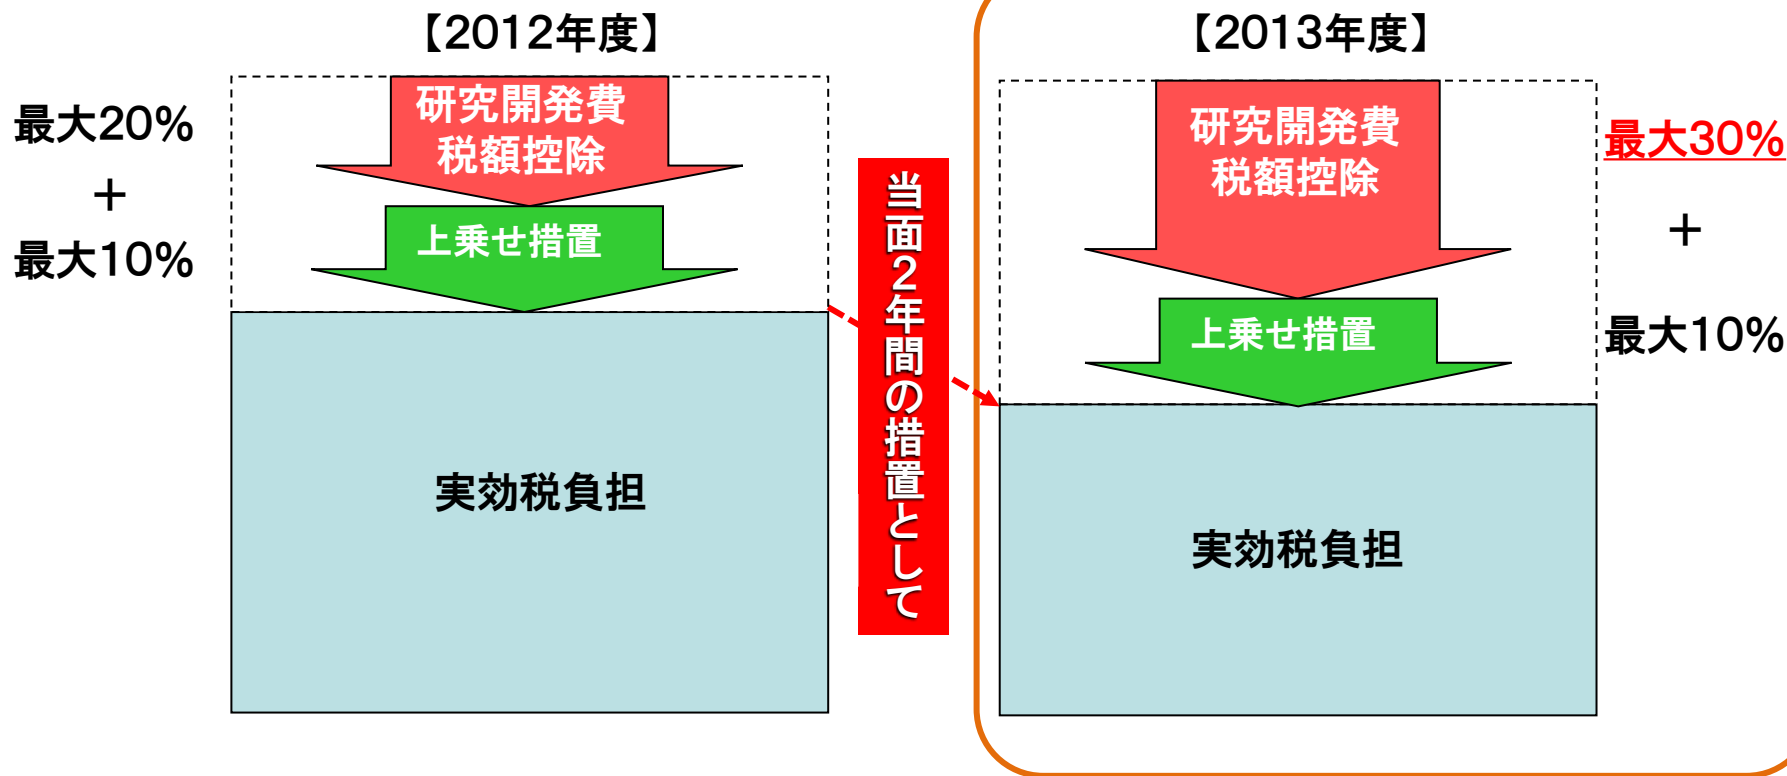 【2012年度】
最大20%
+
最大10%
研究開発費
税額控除
上乗せ措置
実効税負担
当面2年間の措置として
【2013年度】
研究開発費
税額控除
上乗せ措置
実効税負担
最大30%
+
最大10%